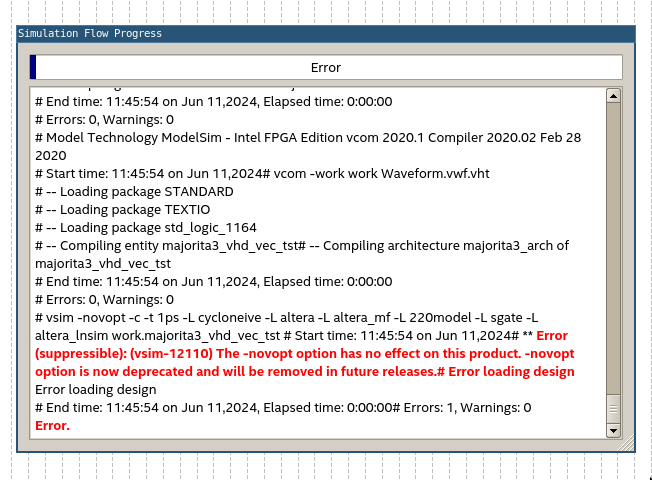 Simulation Flow Progress
Error
# End time: 11:45:54 on Jun 11,2024, Elapsed time: 0:00:00
# Errors: 0, Warnings: 0
# Model Technology ModelSim - Intel FPGA Edition vcom 2020.1 Compiler 2020.02 Feb 28
2020
# Start time: 11:45:54 on Jun 11,2024# vcom -work work Waveform.vwf.vht
# -- Loading package STANDARD
# -- Loading package TEXTIO
# -- Loading package std_logic_1164
# -- Compiling entity majorita3_vhd_vec_tst# -- Compiling architecture majorita3_arch of
majorita3_vhd_vec_tst
# End time: 11:45:54 on Jun 11,2024, Elapsed time: 0:00:00
# Errors: 0, Warnings: 0
# vsim -novopt -c -t 1ps -L cycloneive -L altera -L altera_mf -L 220model -L sgate -L
altera_lnsim work.majorita3_vhd_vec_tst # Start time: 11:45:54 on Jun 11,2024# ** Error
(suppressible): (vsim-12110) The -novopt option has no effect on this product. -novopt
option is now deprecated and will be removed in future releases.# Error loading design
Error loading design
# End time: 11:45:54 on Jun 11,2024, Elapsed time: 0:00:00# Errors: 1, Warnings: 0
Error.